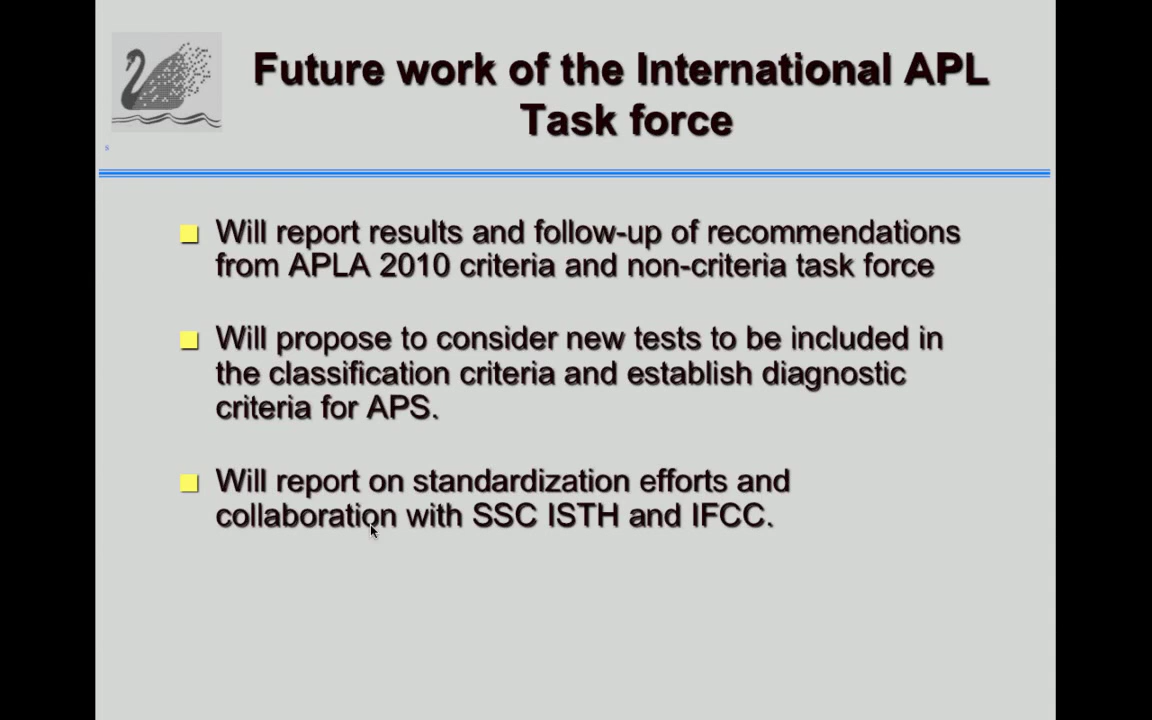 Future work of the International APL
Task force
s
Will report results and follow-up of recommendations
from APLA 2010 criteria and non-criteria task force
Will propose to consider new tests to be included in
the classification criteria and establish diagnostic
criteria for APS.
Will report on standardization efforts and
collaboration with SSC ISTH and IFCC.